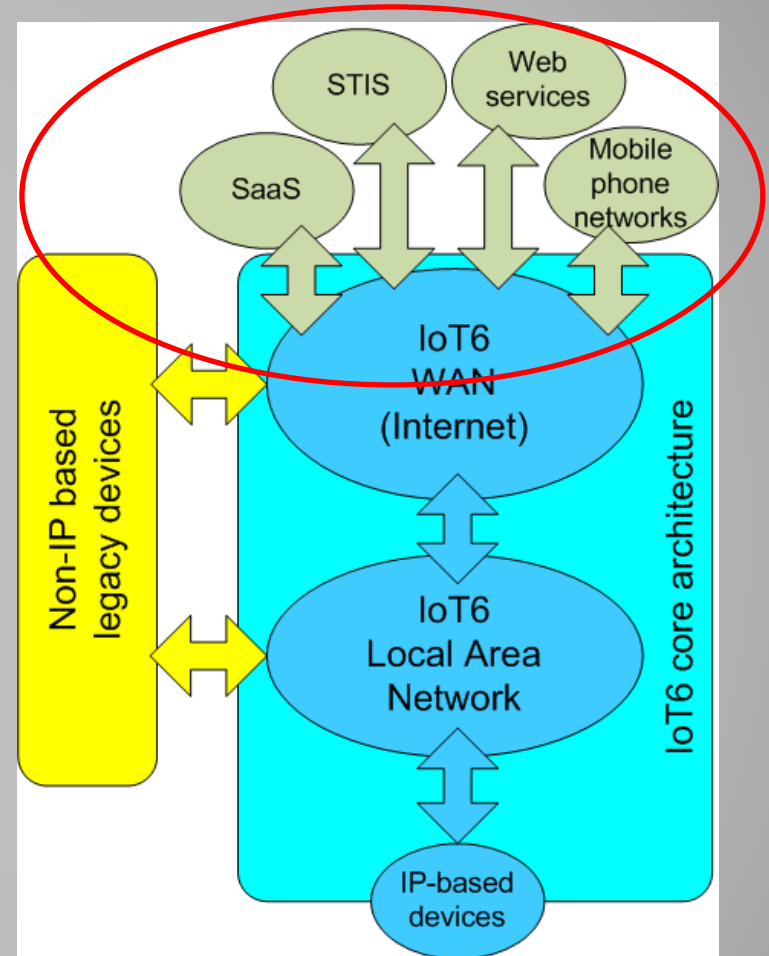 STIS
Web
services
SaaS
Mobile
phone
networks
IoT6
WAN
(Internet)
Non-IP based
legacy devices
IoT6 core architecture
IoT6
Local Area
Network
IP-based
devices